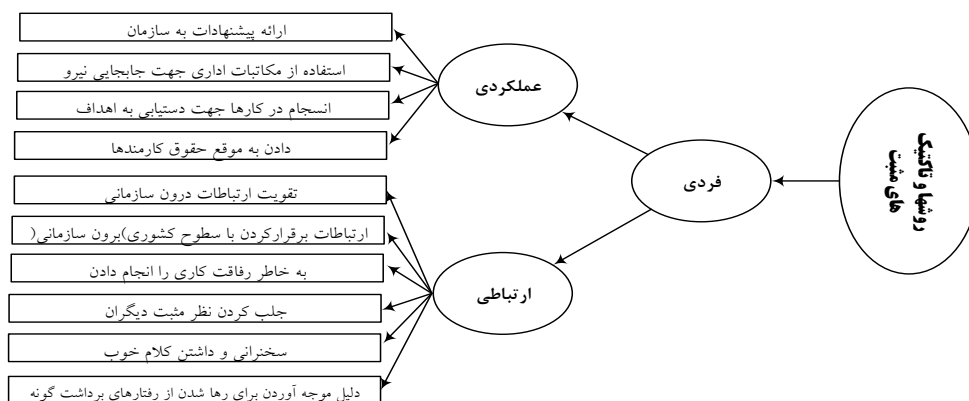 روشها و تاکتیک
های مثبت
فردی
عملکردی
ارائه پیشنهادات به سازمان
استفاده از مکاتبات اداری جهت جابجایی نیرو
انسجام در کارها جهت دستیابی به اهداف
دادن به موقع حقوق کارمندها
ارتباطی
تقویت ارتباطات درون سازمانی
ارتباطات برقرارکردن با سطوح کشوری)برون سازمانی(
به خاطر رفاقت کاری را انجام دادن
جلب کردن نظر مثبت دیگران
سخنرانی و داشتن کلام خوب
دلیل موجه آوردن برای رها شدن از رفتارهای برداشت گونه